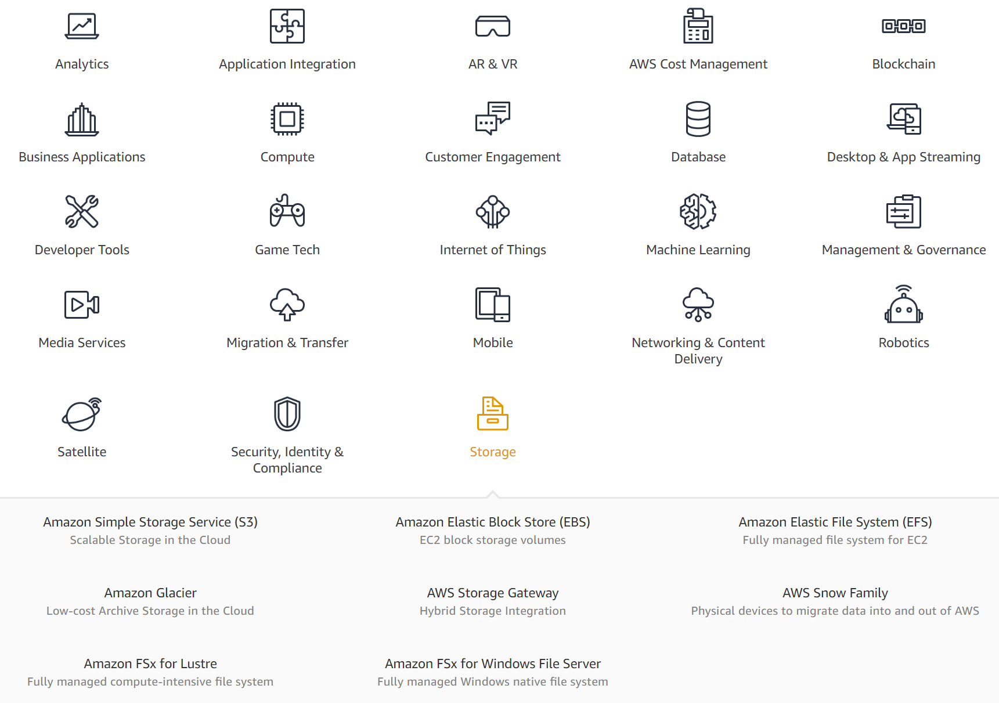 Analytics
Application Integration
AR & VR
AWS Cost Management
Blockchain
Business Applications
Compute
Customer Engagement
Database
Desktop & App Streaming
Developer Tools
Game Tech
Internet of Things
Machine Learning
Management & Governance
Media Services
Migration & Transfer
Mobile
Networking & Content
Delivery
Robotics
Satellite
Security, Identity &
Compliance
Storage
Amazon Simple Storage Service (S3)
Scalable Storage in the Cloud
Amazon Elastic Block Store (EBS)
EC2 block storage volumes
Amazon Elastic File System (EFS)
Fully managed file system for EC2
Amazon Glacier
Low-cost Archive Storage in the Cloud
AWS Storage Gateway
Hybrid Storage Integration
AWS Snow Family
Physical devices to migrate data into and out of AWS
Amazon FSx for Lustre
Fully managed compute-intensive file system
Amazon FSx for Windows File Server
Fully managed Windows native file system